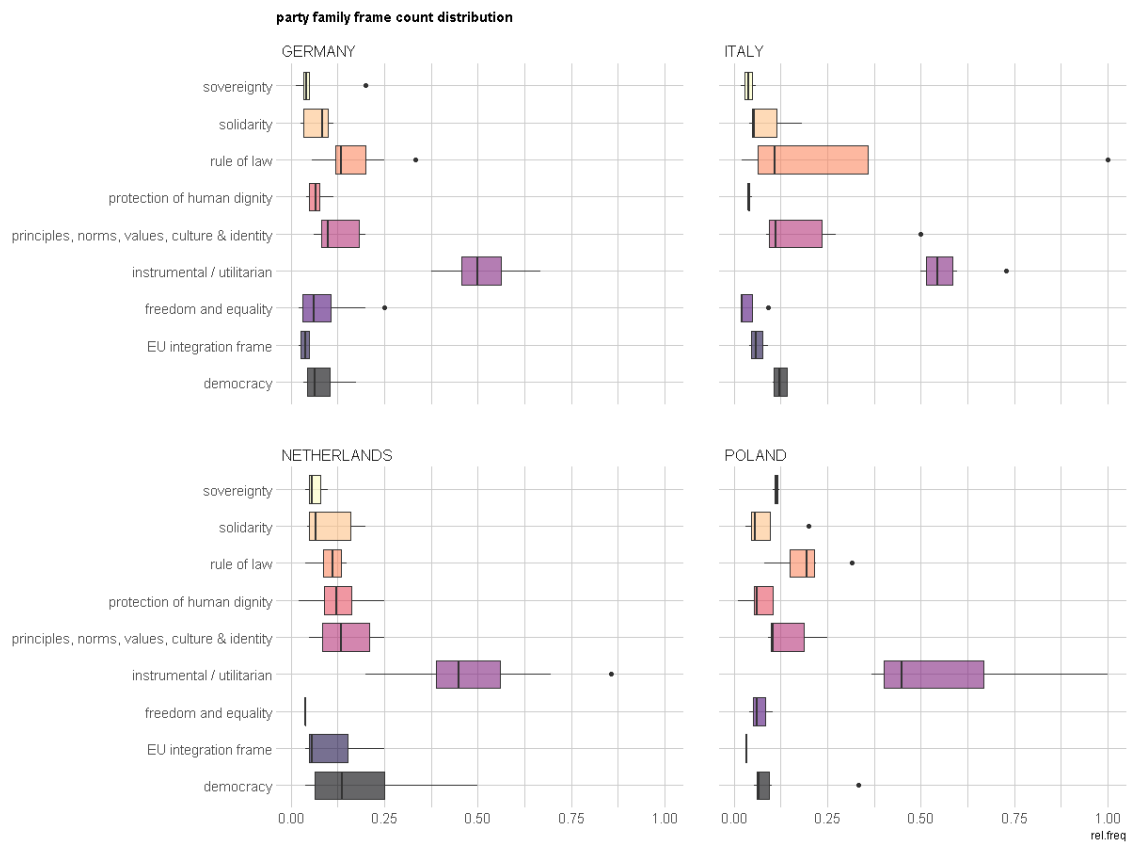 party family frame count distribution
GERMANY
ITALY
sovereignty
solidarity
rule of law
protection of human dignity
principles, norms, values, culture & identity
instrumental / utilitarian
freedom and equality
EU integration frame
democracy
NETHERLANDS
POLAND
sovereignty
solidarity
rule of law
protection of human dignity
principles, norms, values, culture & identity
instrumental / utilitarian
freedom and equality
EU integration frame
democracy
0.00 0.25 0.50 0.75 1.00 0.00 0.25 0.50 0.75 1.00
rel.freq